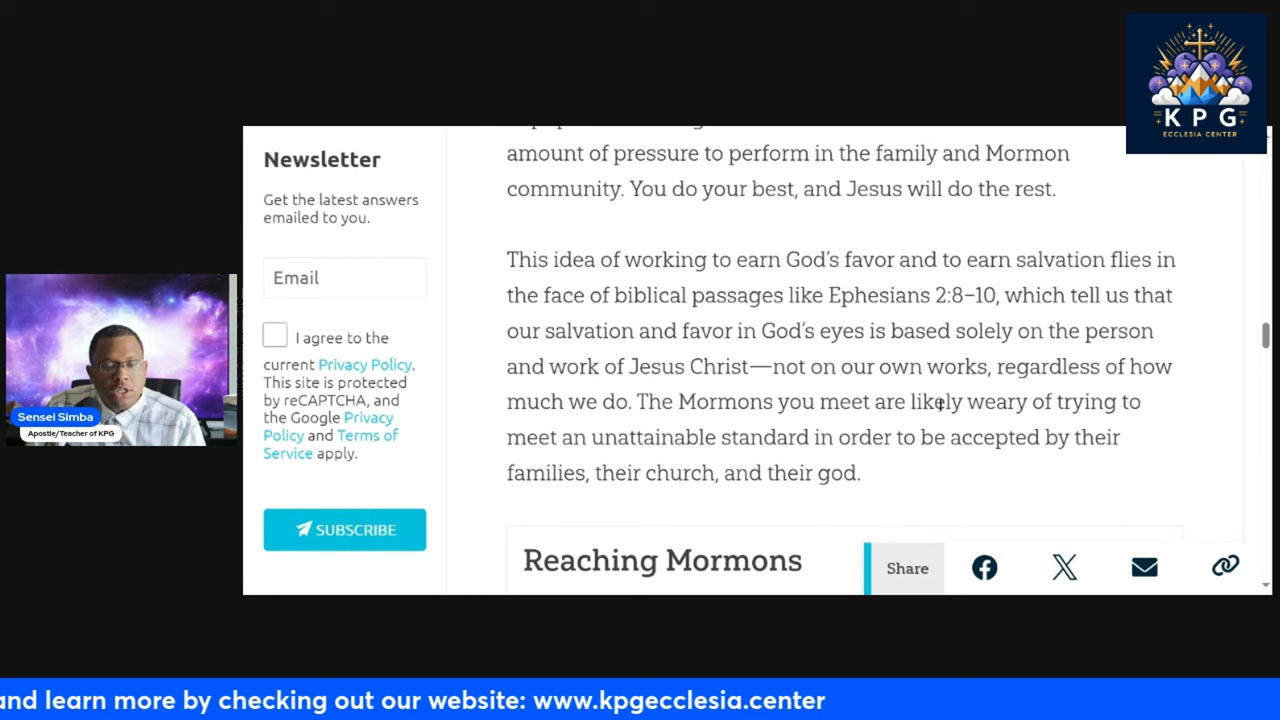 K P G
ECCLESIA CENTER
Newsletter
Get the latest answers
emailed to you.
Email
I agree to the
current Privacy Policy.
This site is protected
by reCAPTCHA, and
the Google Privacy
Policy and Terms of
Service apply.
SUBSCRIBE
amount of pressure to perform in the family and Mormon
community. You do your best, and Jesus will do the rest.
This idea of working to earn God’s favor and to earn salvation flies in
the face of biblical passages like Ephesians 2:8–10, which tell us that
our salvation and favor in God’s eyes is based solely on the person
and work of Jesus Christ—not on our own works, regardless of how
much we do. The Mormons you meet are likely weary of trying to
meet an unattainable standard in order to be accepted by their
families, their church, and their god.
Reaching Mormons
Share
Sensei Simba
Apostle/Teacher of KPG
and learn more by checking out our website: www.kpgecclesia.center